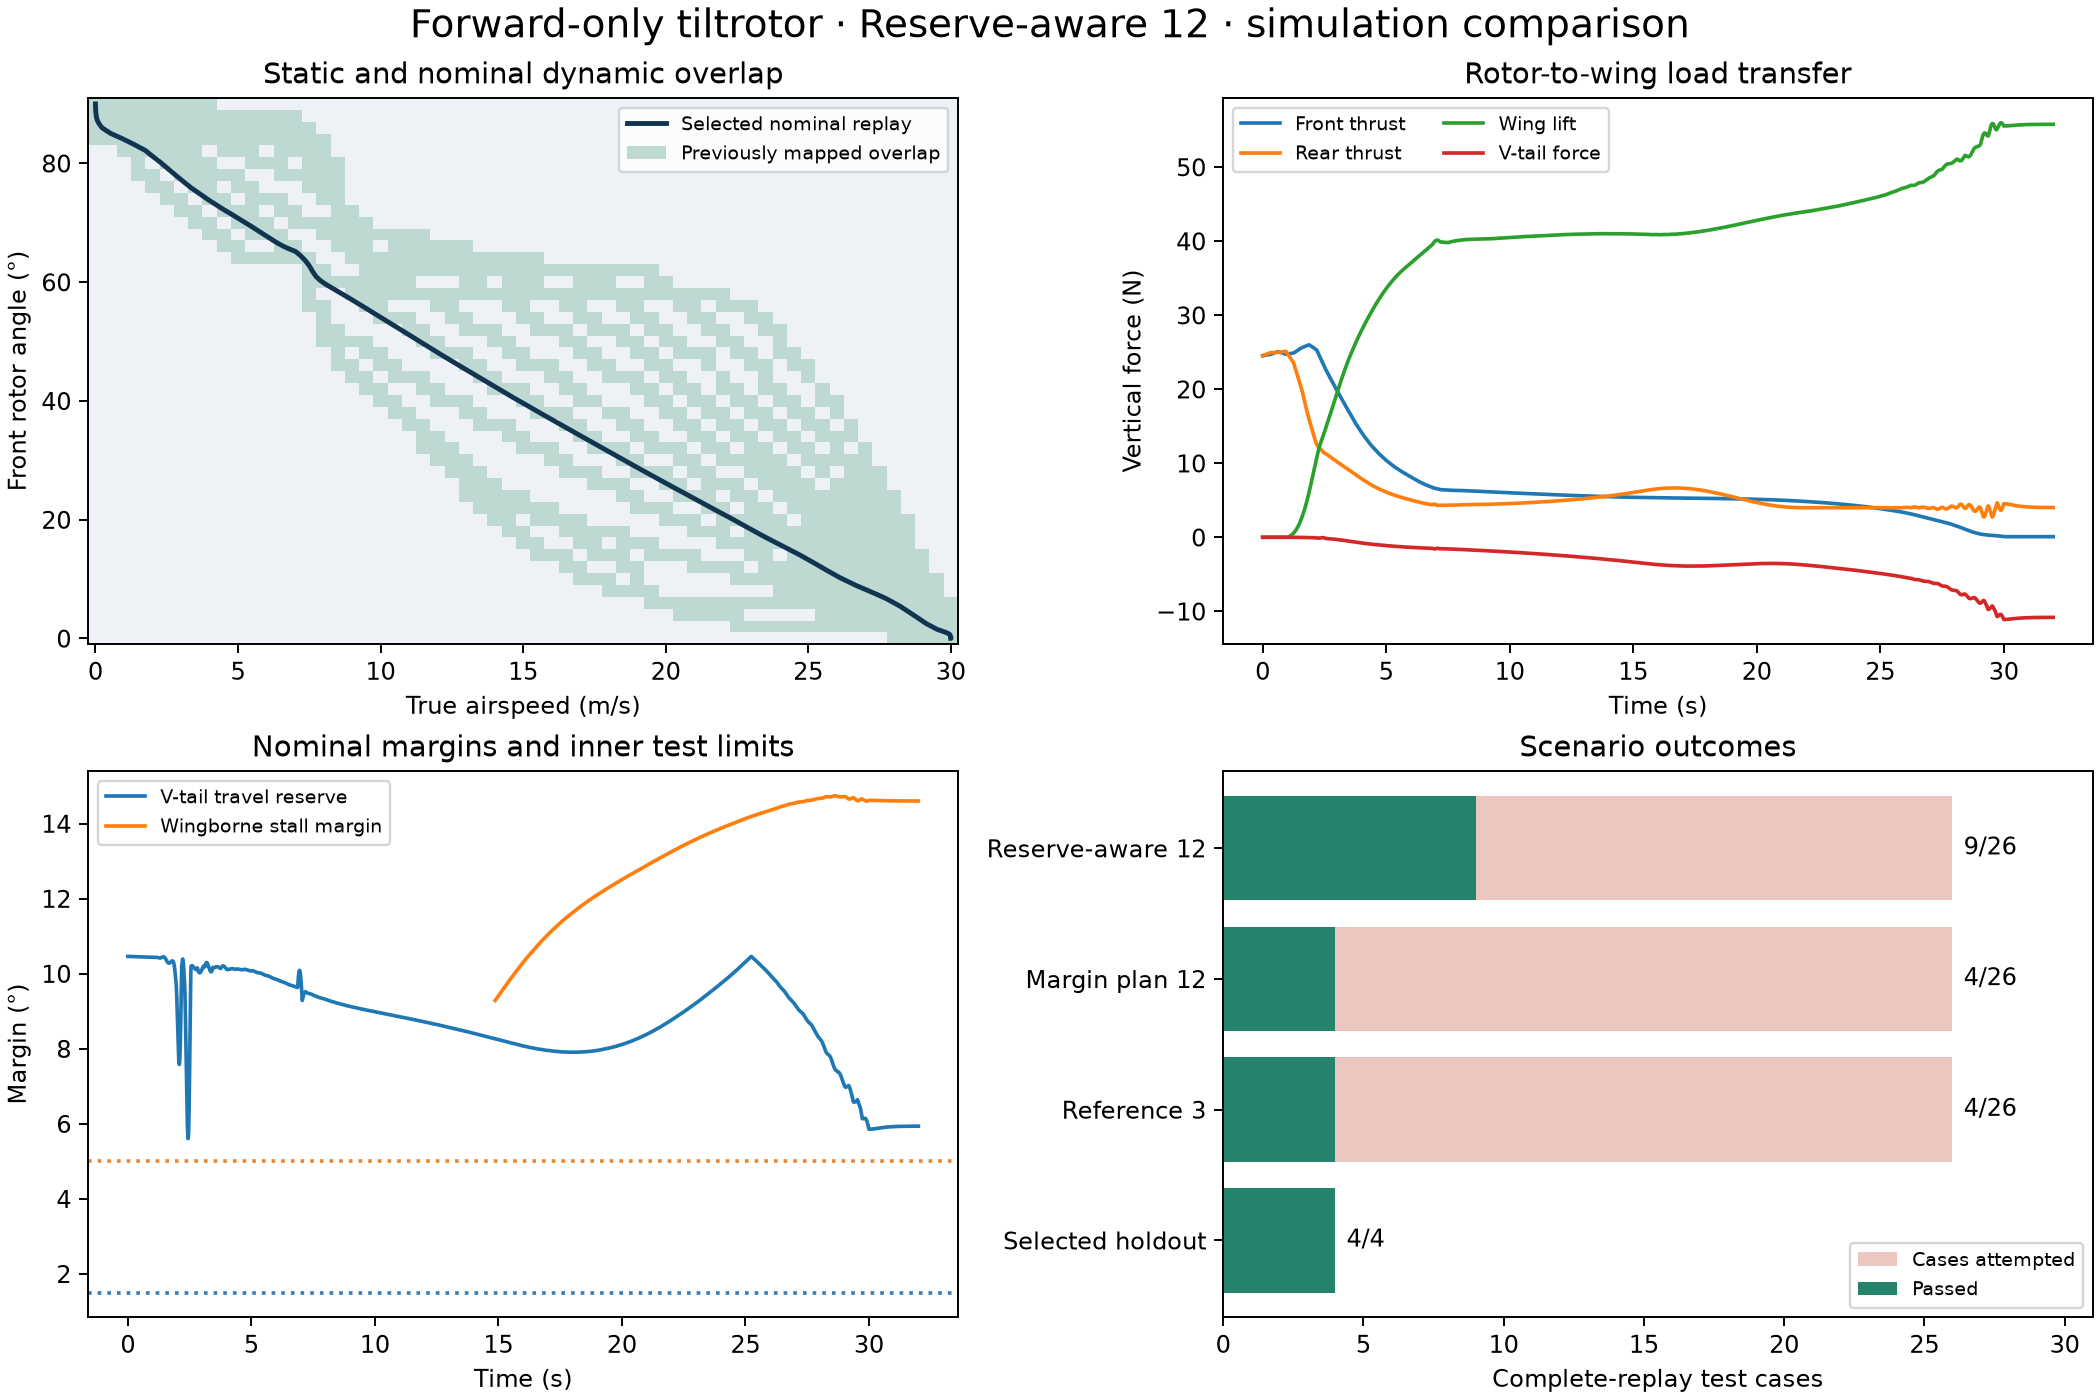 Forward-only tiltrotor · Reserve-aware 12 · simulation comparison
Static and nominal dynamic overlap
Selected nominal replay
Previously mapped overlap
Front rotor angle (°)
80
60
40
20
0
0 5 10 15 20 25 30
True airspeed (m/s)
Rotor-to-wing load transfer
Front thrust
Rear thrust
Wing lift
V-tail force
Vertical force (N)
50
40
30
20
10
0
−10
0 5 10 15 20 25 30
Time (s)
Nominal margins and inner test limits
V-tail travel reserve
Wingborne stall margin
Margin (°)
14
12
10
8
6
4
2
0 5 10 15 20 25 30
Time (s)
Scenario outcomes
Reserve-aware 12
9/26
Margin plan 12
4/26
Reference 3
4/26
Selected holdout
4/4
Cases attempted
Passed
0 5 10 15 20 25 30
Complete-replay test cases